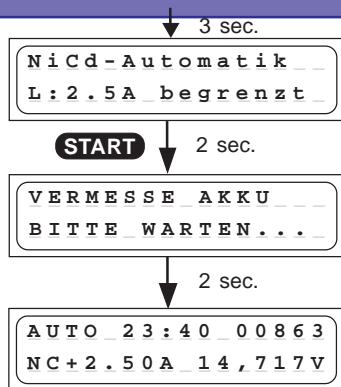 3 sec.
NiCd-Automatik
L:2.5A begrenzt
START 2 sec.
VERMESSE AKKU
BITTE WARTEN...
2 sec.
AUTO 23:40 00863
NC+2.50A 14,717V